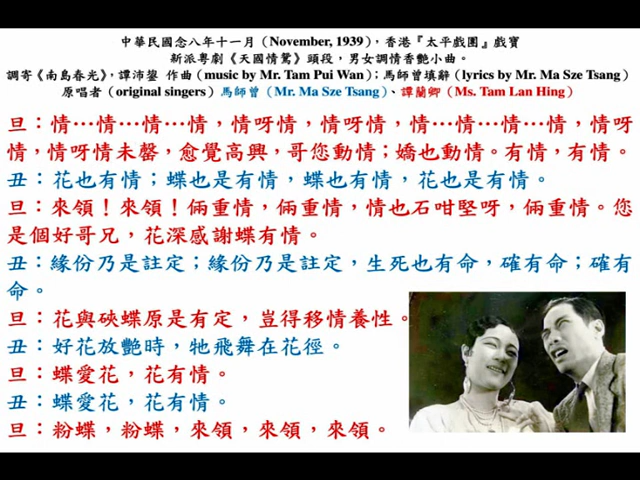 中華民國念八年十一月（November, 1939），香港『太平戲團』戲寶
新派粵劇《天國情鴛》頭段，男女調情香艷小曲。
調寄《南島春光》，譚沛鋆 作曲（music by Mr. Tam Pui Wan）；馬師曾填辭（lyrics by Mr. Ma Sze Tsang）
原唱者（original singers）馬師曾（Mr. Ma Sze Tsang）、譚蘭卿（Ms. Tam Lan Hing）
旦：情⋯情⋯情⋯情，情呀情，情呀情，情⋯情⋯情⋯情，情呀
情，情呀情未罄，愈覺高興，哥您動情；嬌也動情。有情，有情。
丑：花也有情；蝶也是有情，蝶也有情，花也是有情。
旦：來領！來領！倆重情，倆重情，情也石咁堅呀，倆重情。您
是個好哥兄，花深感謝蝶有情。
丑：緣份乃是註定；緣份乃是註定，生死也有命，確有命；確有
命。
旦：花與硤蝶原是有定，豈得移情養性。
丑：好花放艷時，牠飛舞在花徑。
旦：蝶愛花，花有情。
丑：蝶愛花，花有情。
旦：粉蝶，粉蝶，來領，來領，來領。